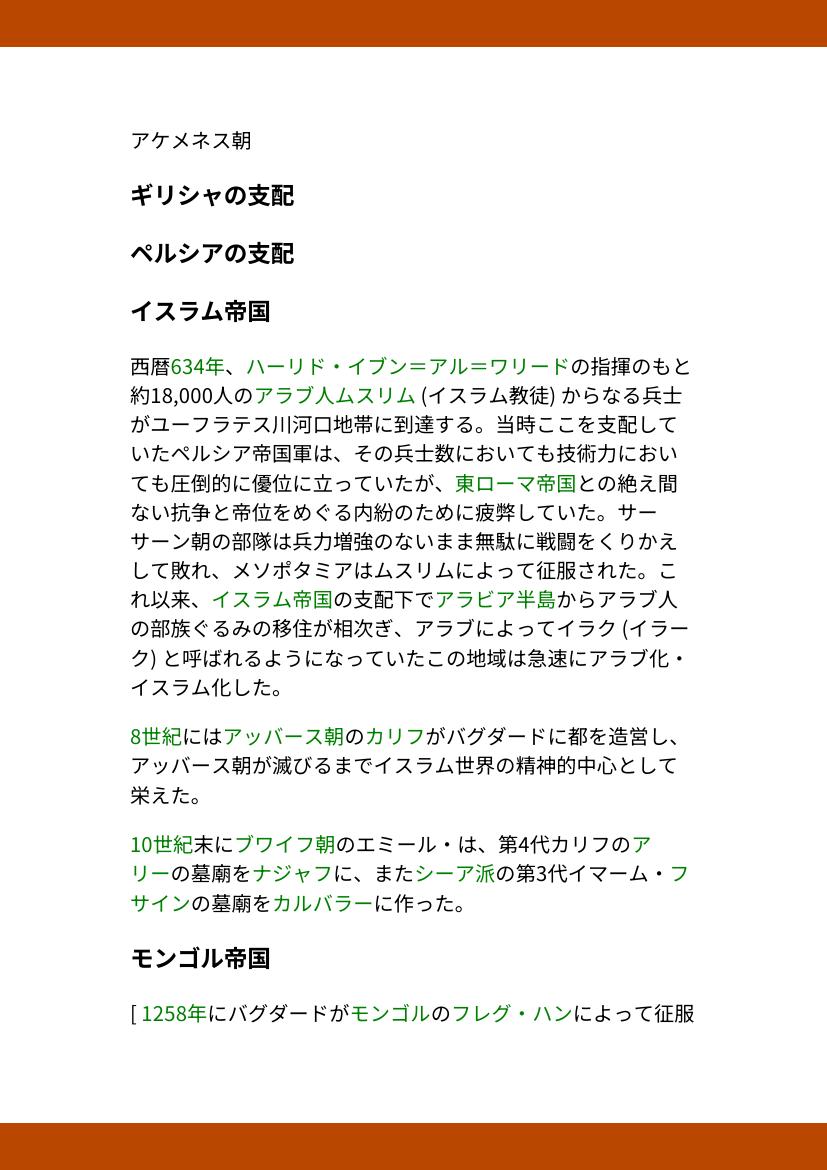 アケメネス朝
ギリシャの支配
ペルシアの支配
イスラム帝国
西暦634年、ハーリド・イブン＝アル＝ワリードの指揮のもと
約18,000人のアラブ人ムスリム (イスラム教徒) からなる兵士
がユーフラテス川河口地帯に到達する。当時ここを支配して
いたペルシア帝国軍は、その兵士数においても技術力におい
ても圧倒的に優位に立っていたが、東ローマ帝国との絶え間
ない抗争と帝位をめぐる内紛のために疲弊していた。サー
サーン朝の部隊は兵力増強のないまま無駄に戦闘をくりかえ
して敗れ、メソポタミアはムスリムによって征服された。こ
れ以来、イスラム帝国の支配下でアラビア半島からアラブ人
の部族ぐるみの移住が相次ぎ、アラブによってイラク (イラー
ク) と呼ばれるようになっていたこの地域は急速にアラブ化・
イスラム化した。
8世紀にはアッバース朝のカリフがバグダードに都を造営し、
アッバース朝が滅びるまでイスラム世界の精神的中心として
栄えた。
10世紀末にブワイフ朝のエミール・は、第4代カリフのア
リーの墓廟をナジャフに、またシーア派の第3代イマーム・フ
サインの墓廟をカルバラーに作った。
モンゴル帝国
[ 1258年にバグダードがモンゴルのフレグ・ハンによって征服